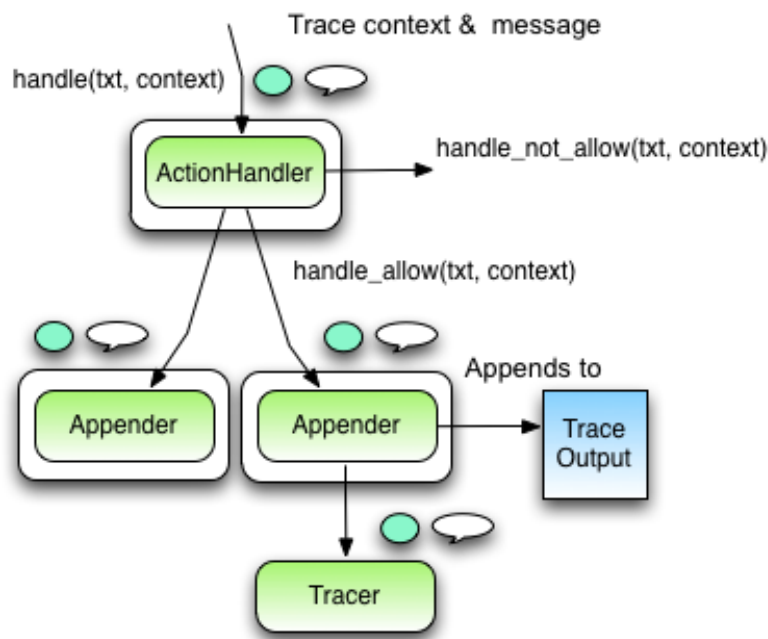 Trace context & message
handle(txt, context)
ActionHandler
handle_not_allow(txt, context)
handle_allow(txt, context)
Appender
Appender
Appends to
Trace
Output
Tracer